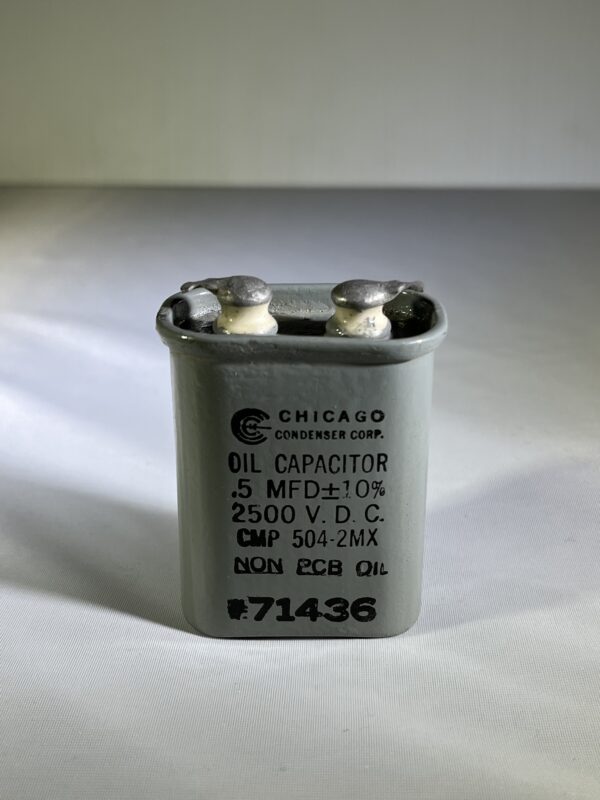 CHICAGO
CONDENSER CORP.
OIL CAPACITOR
.5 MFD±10%
2500 V. D. C.
CMP 504-2MX
NON PCB OIL
#71436